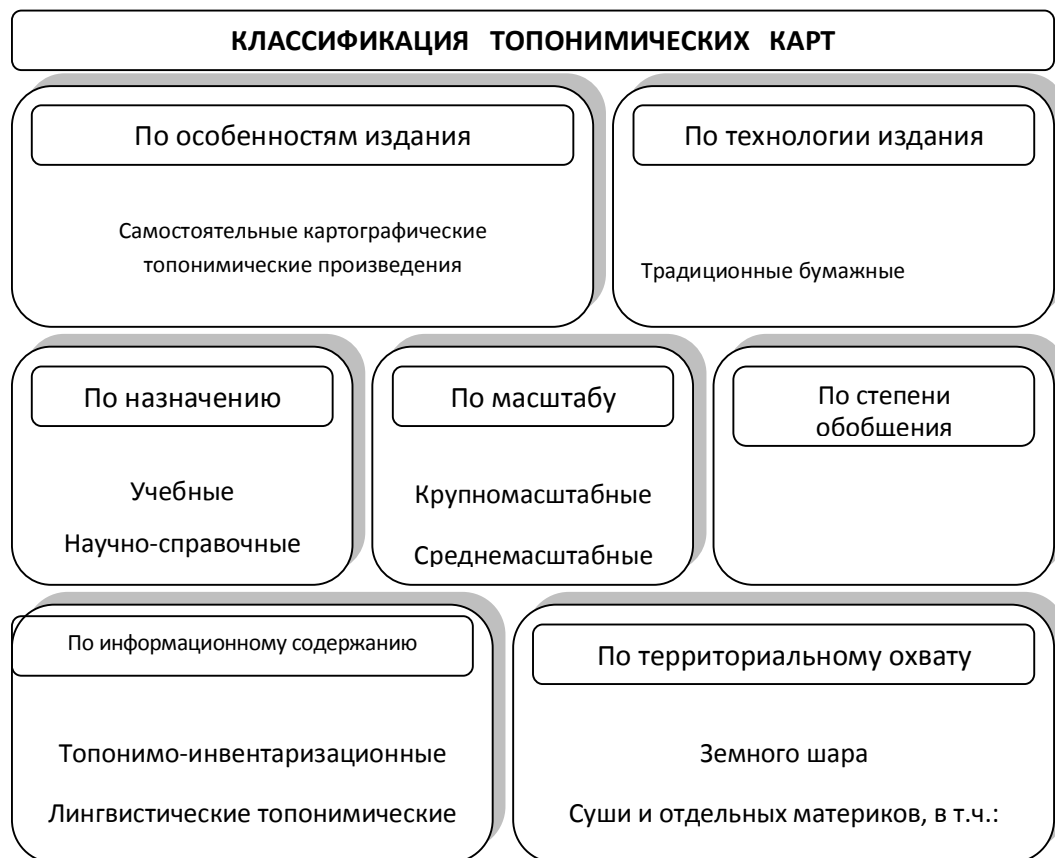 КЛАССИФИКАЦИЯ ТОПОНИМИЧЕСКИХ КАРТ
По особенностям издания
Самостоятельные картографические
топонимические произведения
По технологии издания
Традиционные бумажные
По назначению
Учебные
Научно-справочные
По масштабу
Крупномасштабные
Среднемасштабные
По степени
обобщения
По информационному содержанию
Топонимо-инвентаризационные
Лингвистические топонимические
По территориальному охвату
Земного шара
Суши и отдельных материков, в т.ч.: